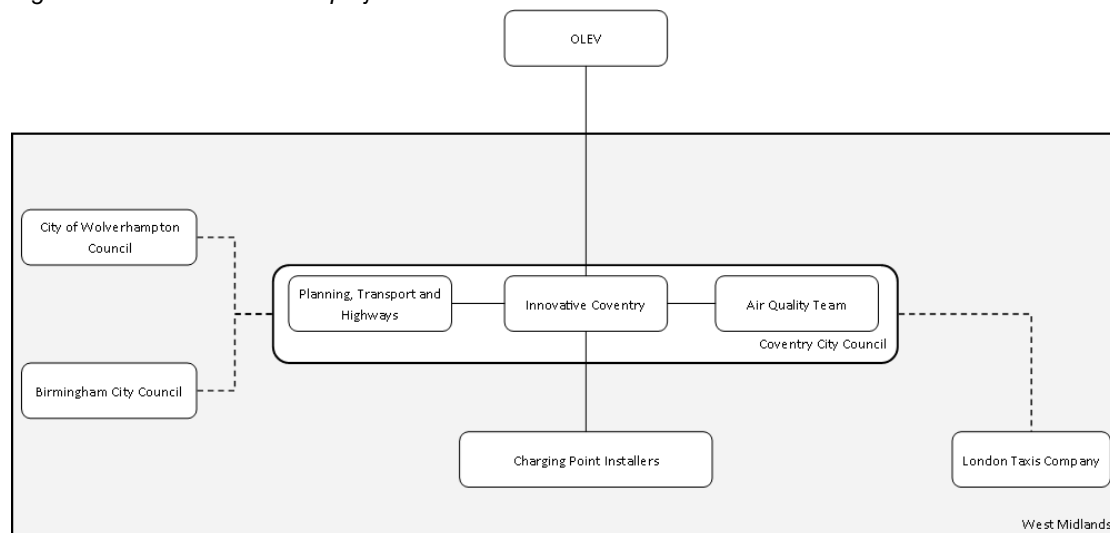 OLEV
City of Wolverhampton
Council
Planning, Transport and
Highways
Innovative Coventry
Air Quality Team
Coventry City Council
Birmingham City Council
Charging Point Installers
London Taxis Company
West Midlands